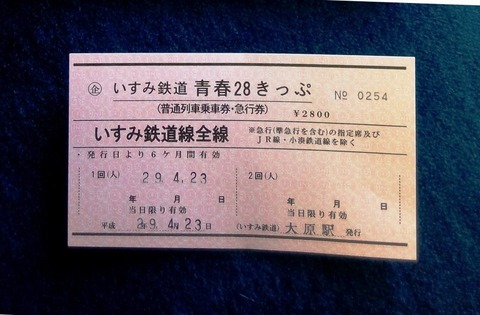 企 いすみ鉄道 青春28きっぷ № 0254
(普通列車乗車券・急行券) ¥2800
いすみ鉄道線全線 ※急行(準急行を含む)の指定席及び
JR線・小湊鉄道線を除く
・発行日より6ケ月間有効
1回(人) 29.4.23 2回(人)
年 月 日 年 月 日
当日限り有効 当日限り有効
平成 29年 4月23日 (いすみ鉄道) 大原駅 発行